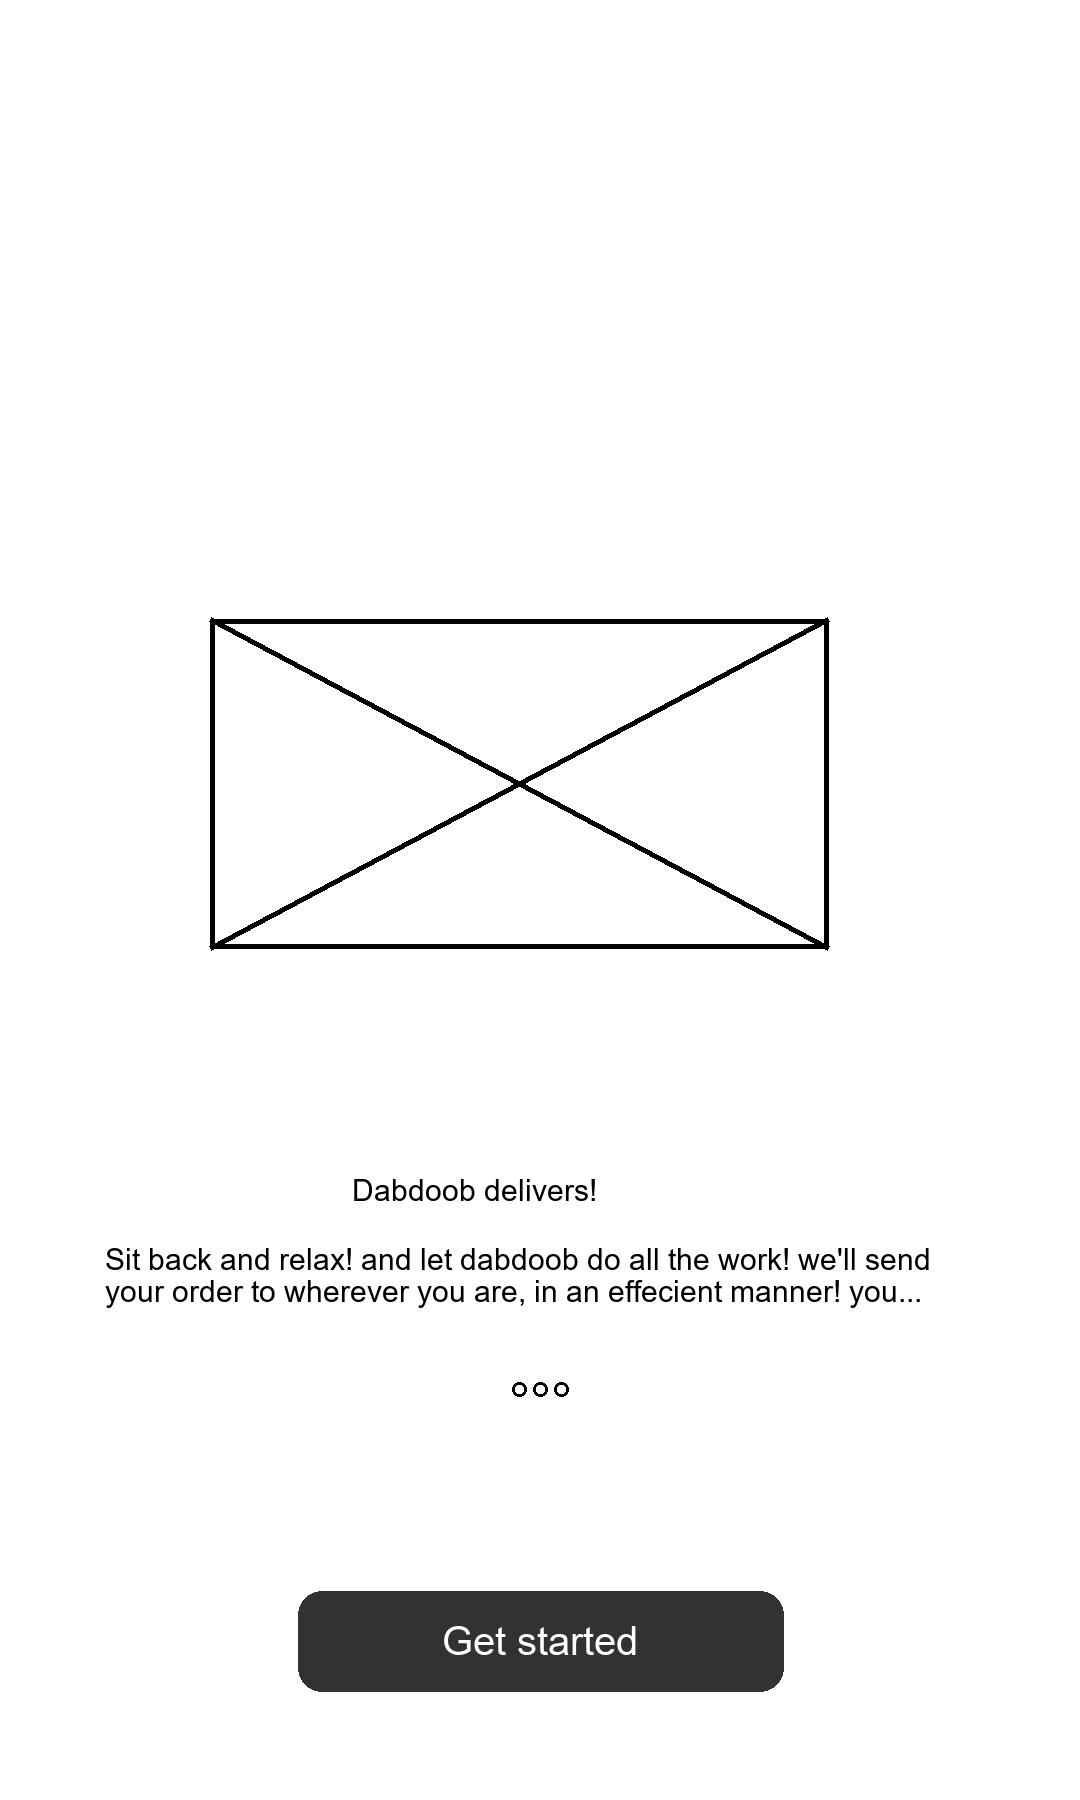 Dabdoob delivers!
Sit back and relax! and let dabdoob do all the work! we'll send
your order to wherever you are, in an effecient manner! you...
Get started